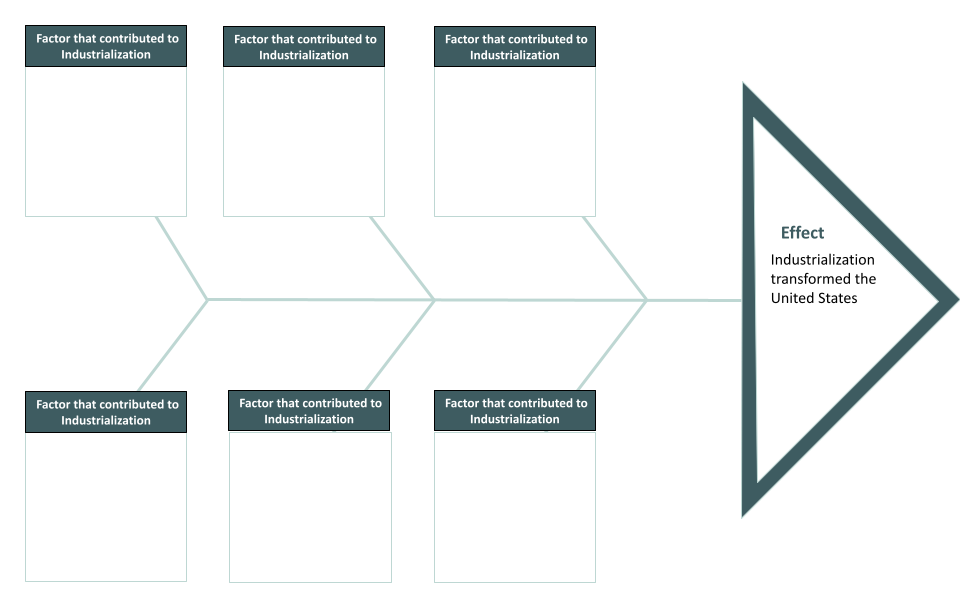 Factor that contributed to
Industrialization
Factor that contributed to
Industrialization
Factor that contributed to
Industrialization
Effect
Industrialization
transformed the
United States
Factor that contributed to
Industrialization
Factor that contributed to
Industrialization
Factor that contributed to
Industrialization